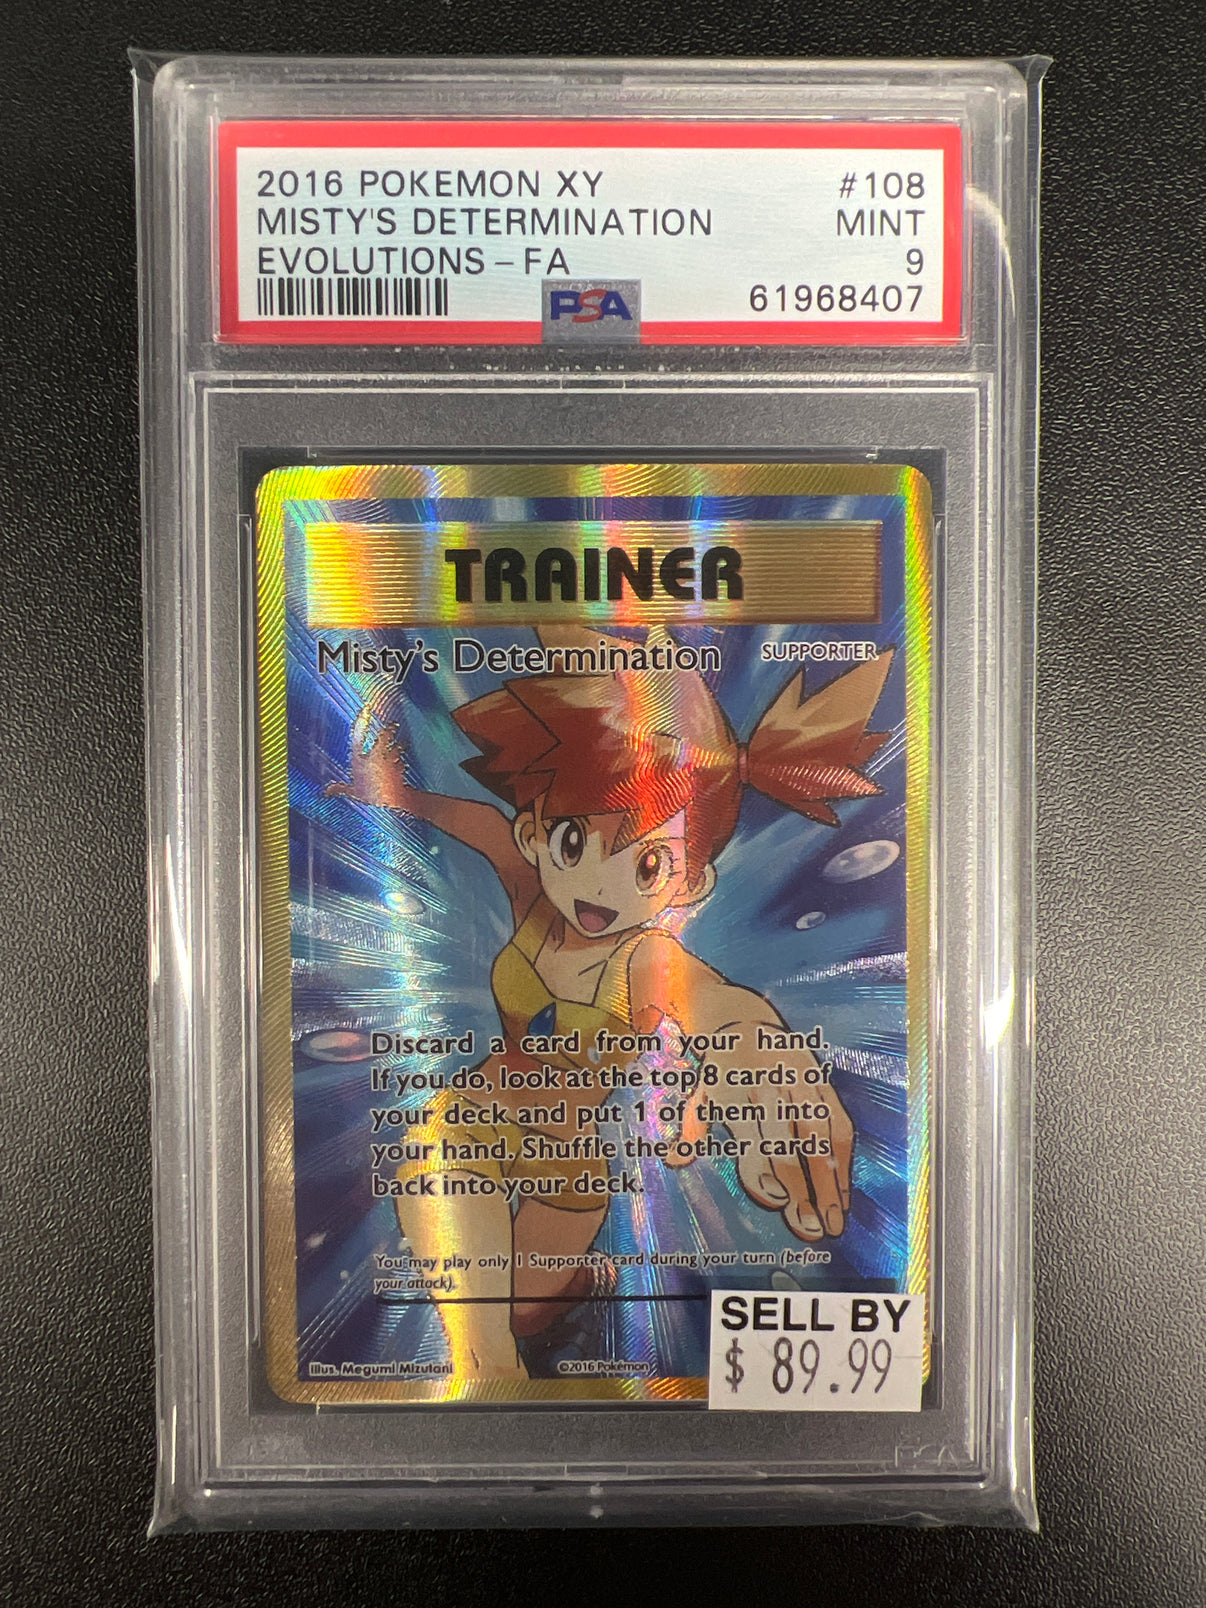 2016 POKEMON XY #108
MISTY'S DETERMINATION MINT
EVOLUTIONS - FA 9
PSA 61968407
TRAINER
Misty's Determination SUPPORTER
Discard a card from your hand.
If you do, look at the top 8 cards of
your deck and put 1 of them into
your hand. Shuffle the other cards
back into your deck.
You may play only 1 Supporter card during your turn (before
your attack).
SELL BY
$ 89.99
Illus. Megumi Mizutani ©2016 Pokémon
PSA